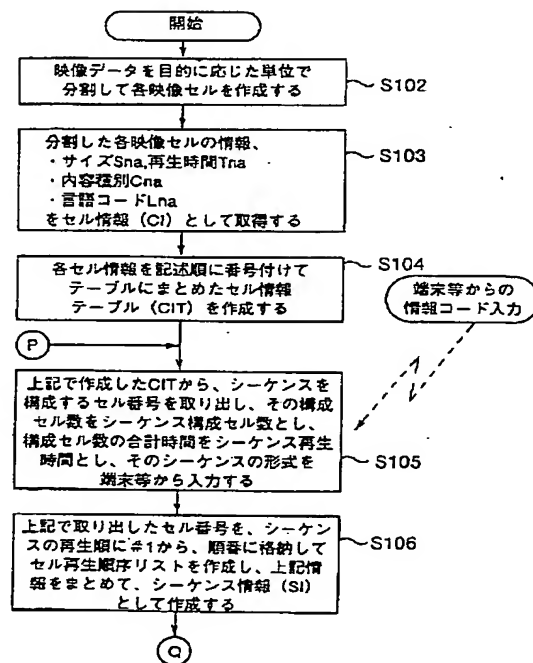 開始
映像データを目的に応じた単位で
分割して各映像セルを作成する
S102
分割した各映像セルの情報、
・サイズSna,再生時間Tna
・内容種別Cna
・言語コードLna
をセル情報（CI）として取得する
S103
各セル情報を記述順に番号付けて
テーブルにまとめたセル情報
テーブル（CIT）を作成する
S104
端末等からの
情報コード入力
P
上記で作成したCITから、シーケンスを
構成するセル番号を取り出し、その構成
セル数をシーケンス構成セル数とし、
構成セル数の合計時間をシーケンス再生
時間とし、そのシーケンスの形式を
端末等から入力する
S105
上記で取り出したセル番号を、シーケン
スの再生順に#1から、順番に格納して
セル再生順序リストを作成し、上記情
報をまとめて、シーケンス情報（SI）
として作成する
S106
Q